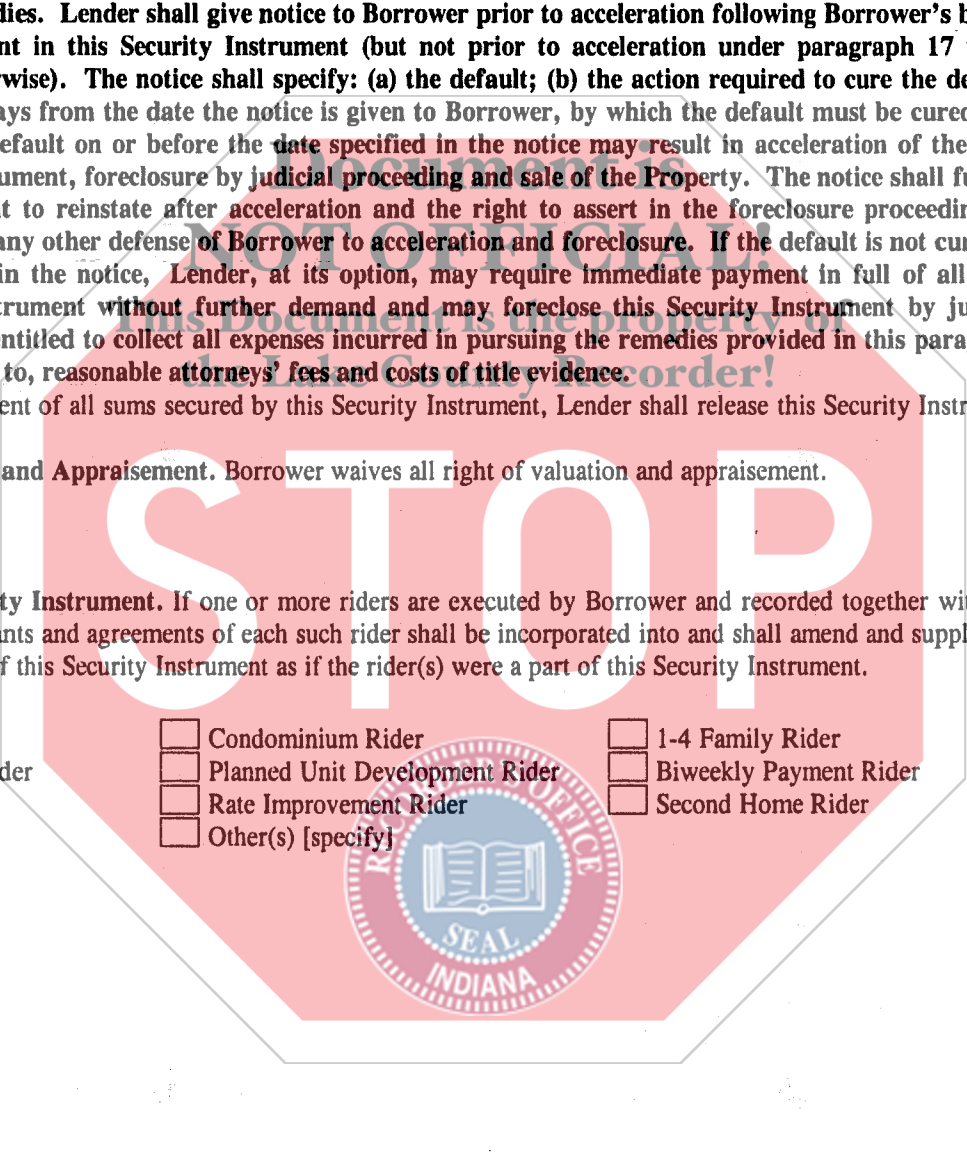 dies. Lender shall give notice to Borrower prior to acceleration following Borrower's b
nt in this Security Instrument (but not prior to acceleration under paragraph 17
wise). The notice shall specify: (a) the default; (b) the action required to cure the de
ays from the date the notice is given to Borrower, by which the default must be cured
efault on or before the date specified in the notice may result in acceleration of the
ument, foreclosure by judicial proceeding and sale of the Property. The notice shall fu
t to reinstate after acceleration and the right to assert in the foreclosure proceedin
any other defense of Borrower to acceleration and foreclosure. If the default is not cur
in the notice, Lender, at its option, may require immediate payment in full of all
trument without further demand and may foreclose this Security Instrument by ju
entitled to collect all expenses incurred in pursuing the remedies provided in this para
to, reasonable attorneys' fees and costs of title evidence.
ent of all sums secured by this Security Instrument, Lender shall release this Security Instr
and Appraisement. Borrower waives all right of valuation and appraisement.
ty Instrument. If one or more riders are executed by Borrower and recorded together wi
nts and agreements of each such rider shall be incorporated into and shall amend and suppl
f this Security Instrument as if the rider(s) were a part of this Security Instrument.
Condominium Rider 1-4 Family Rider
der Planned Unit Development Rider Biweekly Payment Rider
Rate Improvement Rider Second Home Rider
Other(s) [specify]
Document is
NOT OFFICIAL!
This Document is the property of
the Lake County Recorder!
STOP
RECORDER'S OFFICE
SEAL
INDIANA